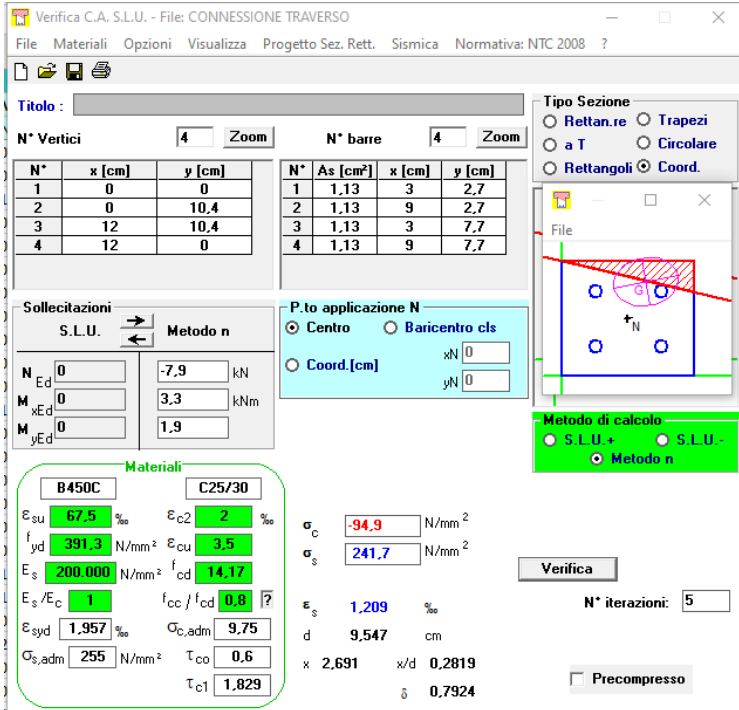 Verifica C.A. S.L.U. - File: CONNESSIONE TRAVERSO
File Materiali Opzioni Visualizza Progetto Sez. Rett. Sismica Normativa: NTC 2008 ?
Titolo :
N° Vertici 4 Zoom
N° x [cm] y [cm]
1 0 0
2 0 10,4
3 12 10,4
4 12 0
N° barre 4 Zoom
N° As [cm²] x [cm] y [cm]
1 1,13 3 2,7
2 1,13 9 2,7
3 1,13 3 7,7
4 1,13 9 7,7
Tipo Sezione
Rettan.re Trapezi
a T Circolare
Rettangoli Coord.
File
G
N
Sollecitazioni
S.L.U. Metodo n
N Ed 0 -7,9 kN
M xEd 0 3,3 kNm
M yEd 0 1,9
P.to applicazione N
Centro Baricentro cls
Coord.[cm] xN 0
yN 0
Metodo di calcolo
S.L.U.+ S.L.U.-
Metodo n
Materiali
B450C C25/30
εsu 67,5 ‰ εc2 2 ‰
fyd 391,3 N/mm² εcu 3,5
Es 200.000 N/mm² fcd 14,17
Es/Ec 1 fcc / fcd 0,8 ?
εsyd 1,957 ‰ σc,adm 9,75
σs,adm 255 N/mm² τco 0,6
τc1 1,829
σc -94,9 N/mm²
σs 241,7 N/mm²
εs 1,209 ‰
d 9,547 cm
x 2,691 x/d 0,2819
δ 0,7924
Verifica
N° iterazioni: 5
Precompresso